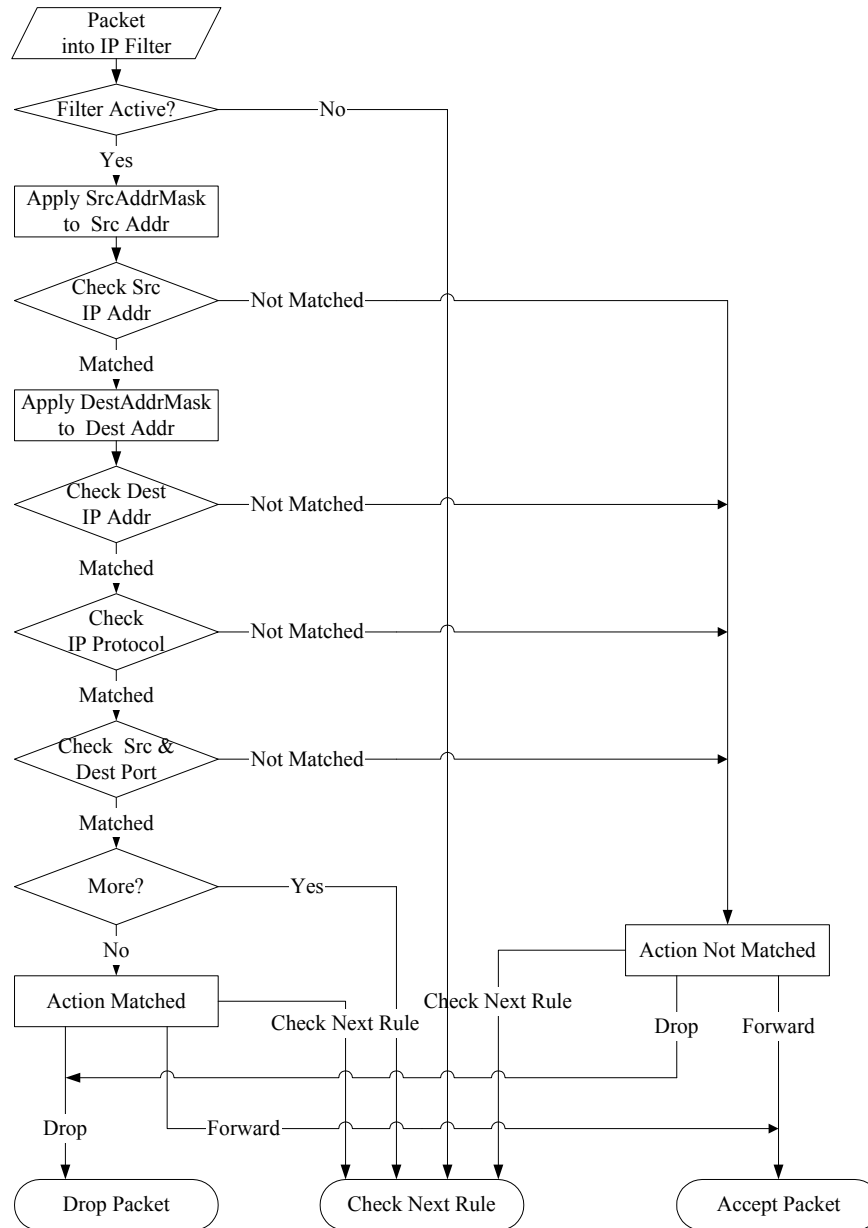 Packet
into IP Filter
Filter Active?
No
Yes
Apply SrcAddrMask
to Src Addr
Check Src
IP Addr
Not Matched
Matched
Apply DestAddrMask
to Dest Addr
Check Dest
IP Addr
Not Matched
Matched
Check
IP Protocol
Not Matched
Matched
Check Src &
Dest Port
Not Matched
Matched
More?
Yes
No
Action Not Matched
Action Matched
Check Next Rule
Check Next Rule
Drop
Forward
Drop
Forward
Drop Packet
Check Next Rule
Accept Packet